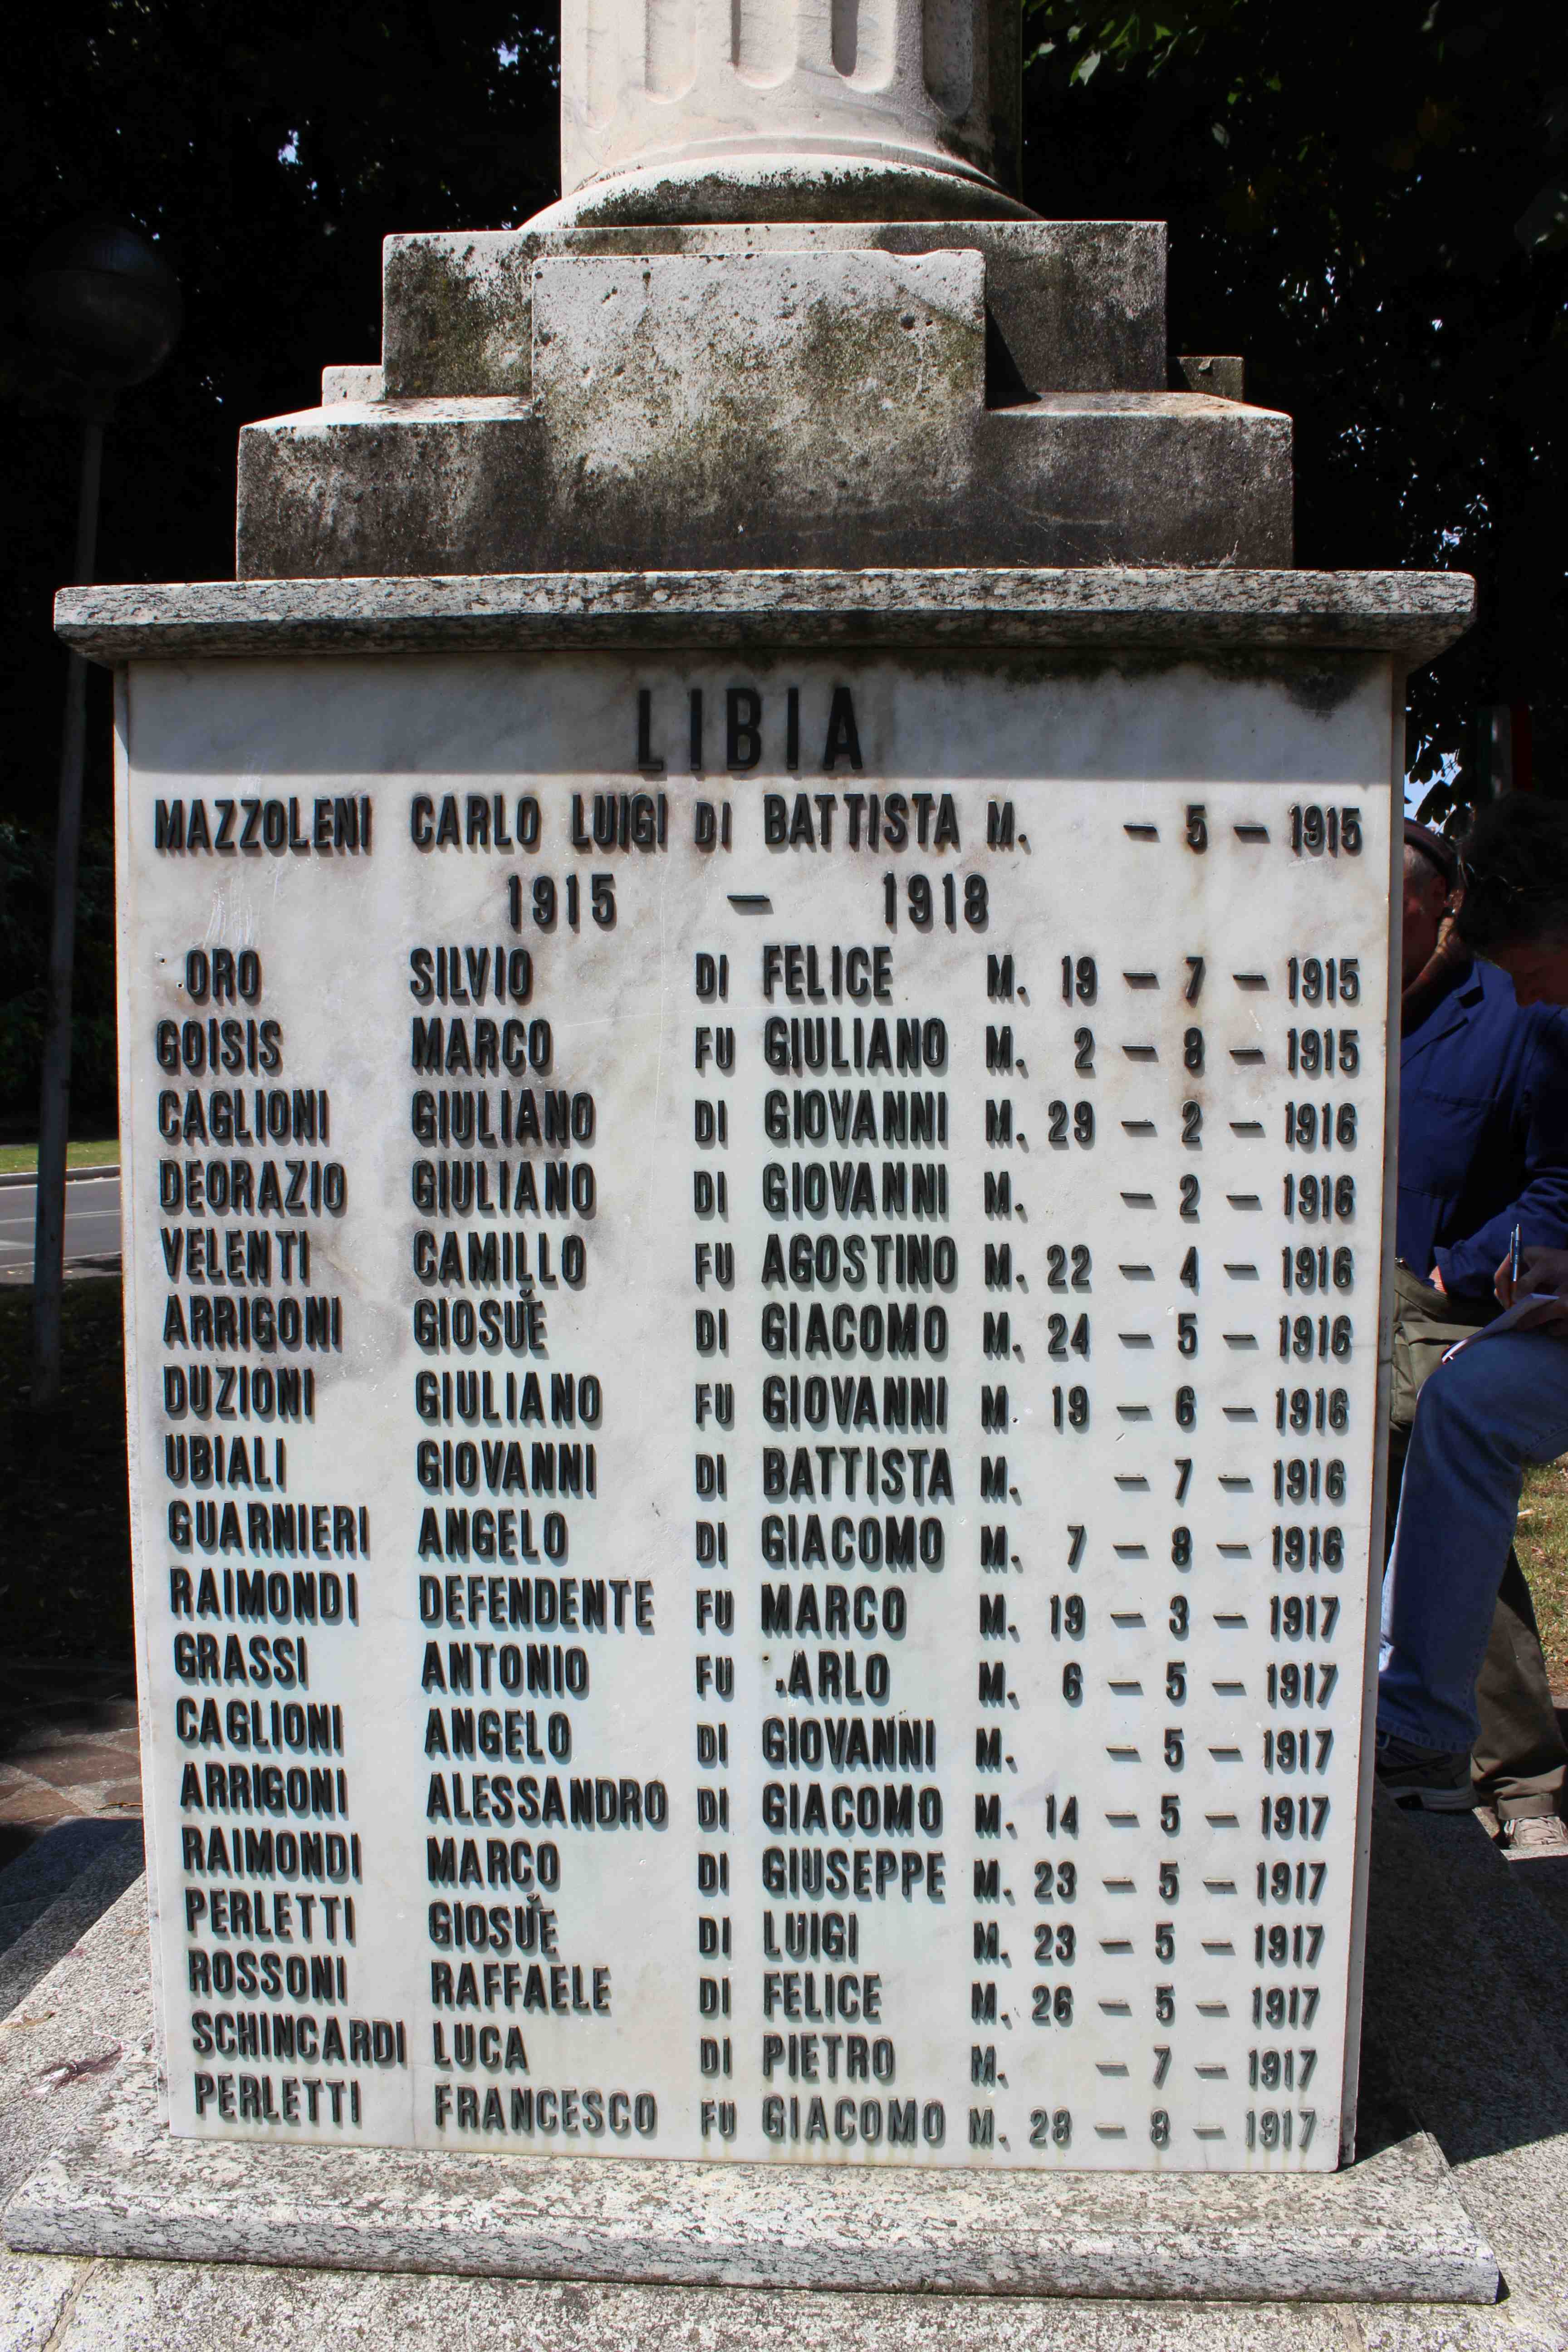 LIBIA
MAZZOLENI CARLO LUIGI DI BATTISTA M. – 5 – 1915
1915 – 1918
ORO SILVIO DI FELICE M. 19 – 7 – 1915
GOISIS MARCO FU GIULIANO M. 2 – 8 – 1915
CAGLIONI GIULIANO DI GIOVANNI M. 29 – 2 – 1916
DEORAZIO GIULIANO DI GIOVANNI M. – 2 – 1916
VELENTI CAMILLO FU AGOSTINO M. 22 – 4 – 1916
ARRIGONI GIOSUÈ DI GIACOMO M. 24 – 5 – 1916
DUZIONI GIULIANO FU GIOVANNI M. 19 – 6 – 1916
UBIALI GIOVANNI DI BATTISTA M. – 7 – 1916
GUARNIERI ANGELO DI GIACOMO M. 7 – 8 – 1916
RAIMONDI DEFENDENTE FU MARCO M. 19 – 3 – 1917
GRASSI ANTONIO FU ARLO M. 6 – 5 – 1917
CAGLIONI ANGELO DI GIOVANNI M. – 5 – 1917
ARRIGONI ALESSANDRO DI GIACOMO M. 14 – 5 – 1917
RAIMONDI MARCO DI GIUSEPPE M. 23 – 5 – 1917
PERLETTI GIOSUÈ DI LUIGI M. 23 – 5 – 1917
ROSSONI RAFFAELE DI FELICE M. 26 – 5 – 1917
SCHINCARDI LUCA DI PIETRO M. – 7 – 1917
PERLETTI FRANCESCO FU GIACOMO M. 28 – 8 – 1917